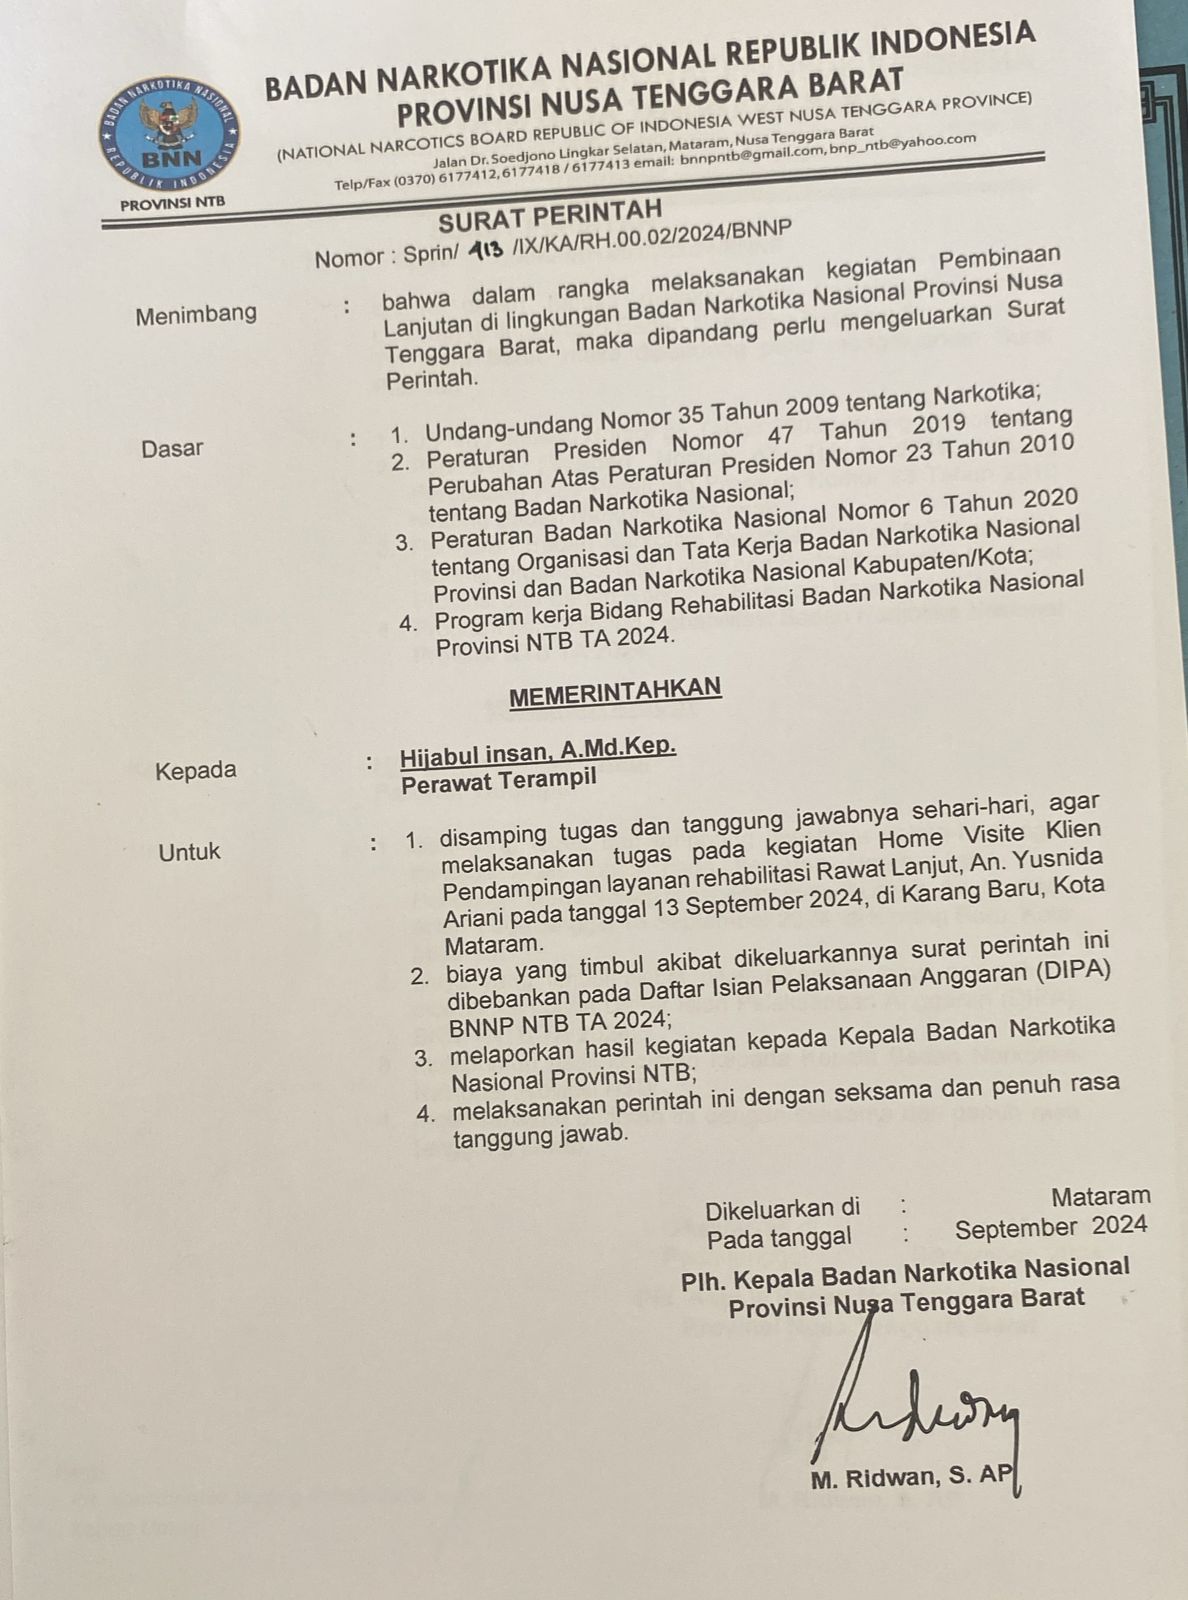 BADAN NARKOTIKA NASIONAL REPUBLIK INDONESIA
PROVINSI NUSA TENGGARA BARAT
(NATIONAL NARCOTICS BOARD REPUBLIC OF INDONESIA WEST NUSA TENGGARA PROVINCE)
Jalan Dr. Soedjono Lingkar Selatan, Mataram, Nusa Tenggara Barat
Telp/Fax (0370) 6177412,6177418 / 6177413 email: bnnpntb@gmail.com, bnp_ntb@yahoo.com
BADAN NARKOTIKA NASIONAL
BNN
REPUBLIK INDONESIA
PROVINSI NTB
SURAT PERINTAH
Nomor : Sprin/ 913 /IX/KA/RH.00.02/2024/BNNP
Menimbang : bahwa dalam rangka melaksanakan kegiatan Pembinaan
Lanjutan di lingkungan Badan Narkotika Nasional Provinsi Nusa
Tenggara Barat, maka dipandang perlu mengeluarkan Surat
Perintah.
Dasar : 1. Undang-undang Nomor 35 Tahun 2009 tentang Narkotika;
2. Peraturan Presiden Nomor 47 Tahun 2019 tentang
Perubahan Atas Peraturan Presiden Nomor 23 Tahun 2010
tentang Badan Narkotika Nasional;
3. Peraturan Badan Narkotika Nasional Nomor 6 Tahun 2020
tentang Organisasi dan Tata Kerja Badan Narkotika Nasional
Provinsi dan Badan Narkotika Nasional Kabupaten/Kota;
4. Program kerja Bidang Rehabilitasi Badan Narkotika Nasional
Provinsi NTB TA 2024.
MEMERINTAHKAN
Kepada : Hijabul insan, A.Md.Kep.
Perawat Terampil
Untuk : 1. disamping tugas dan tanggung jawabnya sehari-hari, agar
melaksanakan tugas pada kegiatan Home Visite Klien
Pendampingan layanan rehabilitasi Rawat Lanjut, An. Yusnida
Ariani pada tanggal 13 September 2024, di Karang Baru, Kota
Mataram.
2. biaya yang timbul akibat dikeluarkannya surat perintah ini
dibebankan pada Daftar Isian Pelaksanaan Anggaran (DIPA)
BNNP NTB TA 2024;
3. melaporkan hasil kegiatan kepada Kepala Badan Narkotika
Nasional Provinsi NTB;
4. melaksanakan perintah ini dengan seksama dan penuh rasa
tanggung jawab.
Dikeluarkan di : Mataram
Pada tanggal : September 2024
Plh. Kepala Badan Narkotika Nasional
Provinsi Nusa Tenggara Barat
M. Ridwan, S. AP